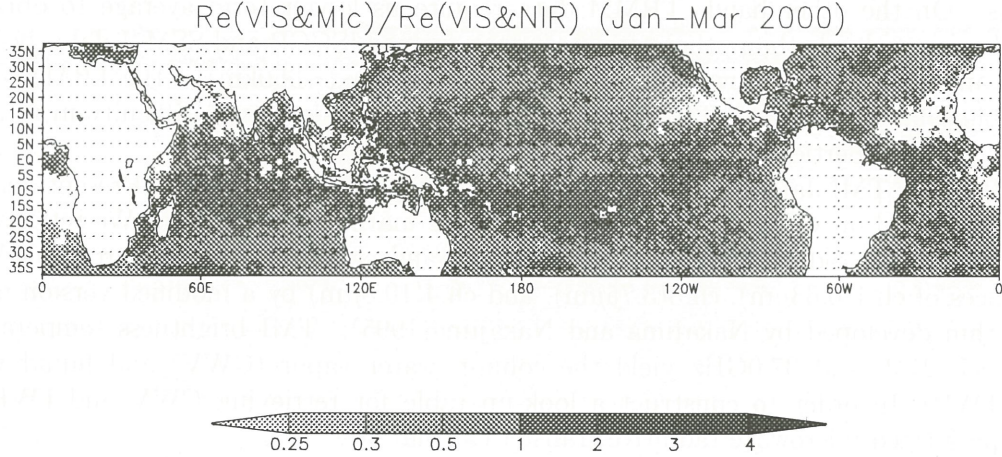 Re(VIS&Mic)/Re(VIS&NIR) (Jan-Mar 2000)
35N
30N
25N
20N
15N
10N
5N
EQ
5S
10S
15S
20S
25S
30S
35S
0 60E 120E 180 120W 60W 0
0.25 0.3 0.5 1 2 3 4